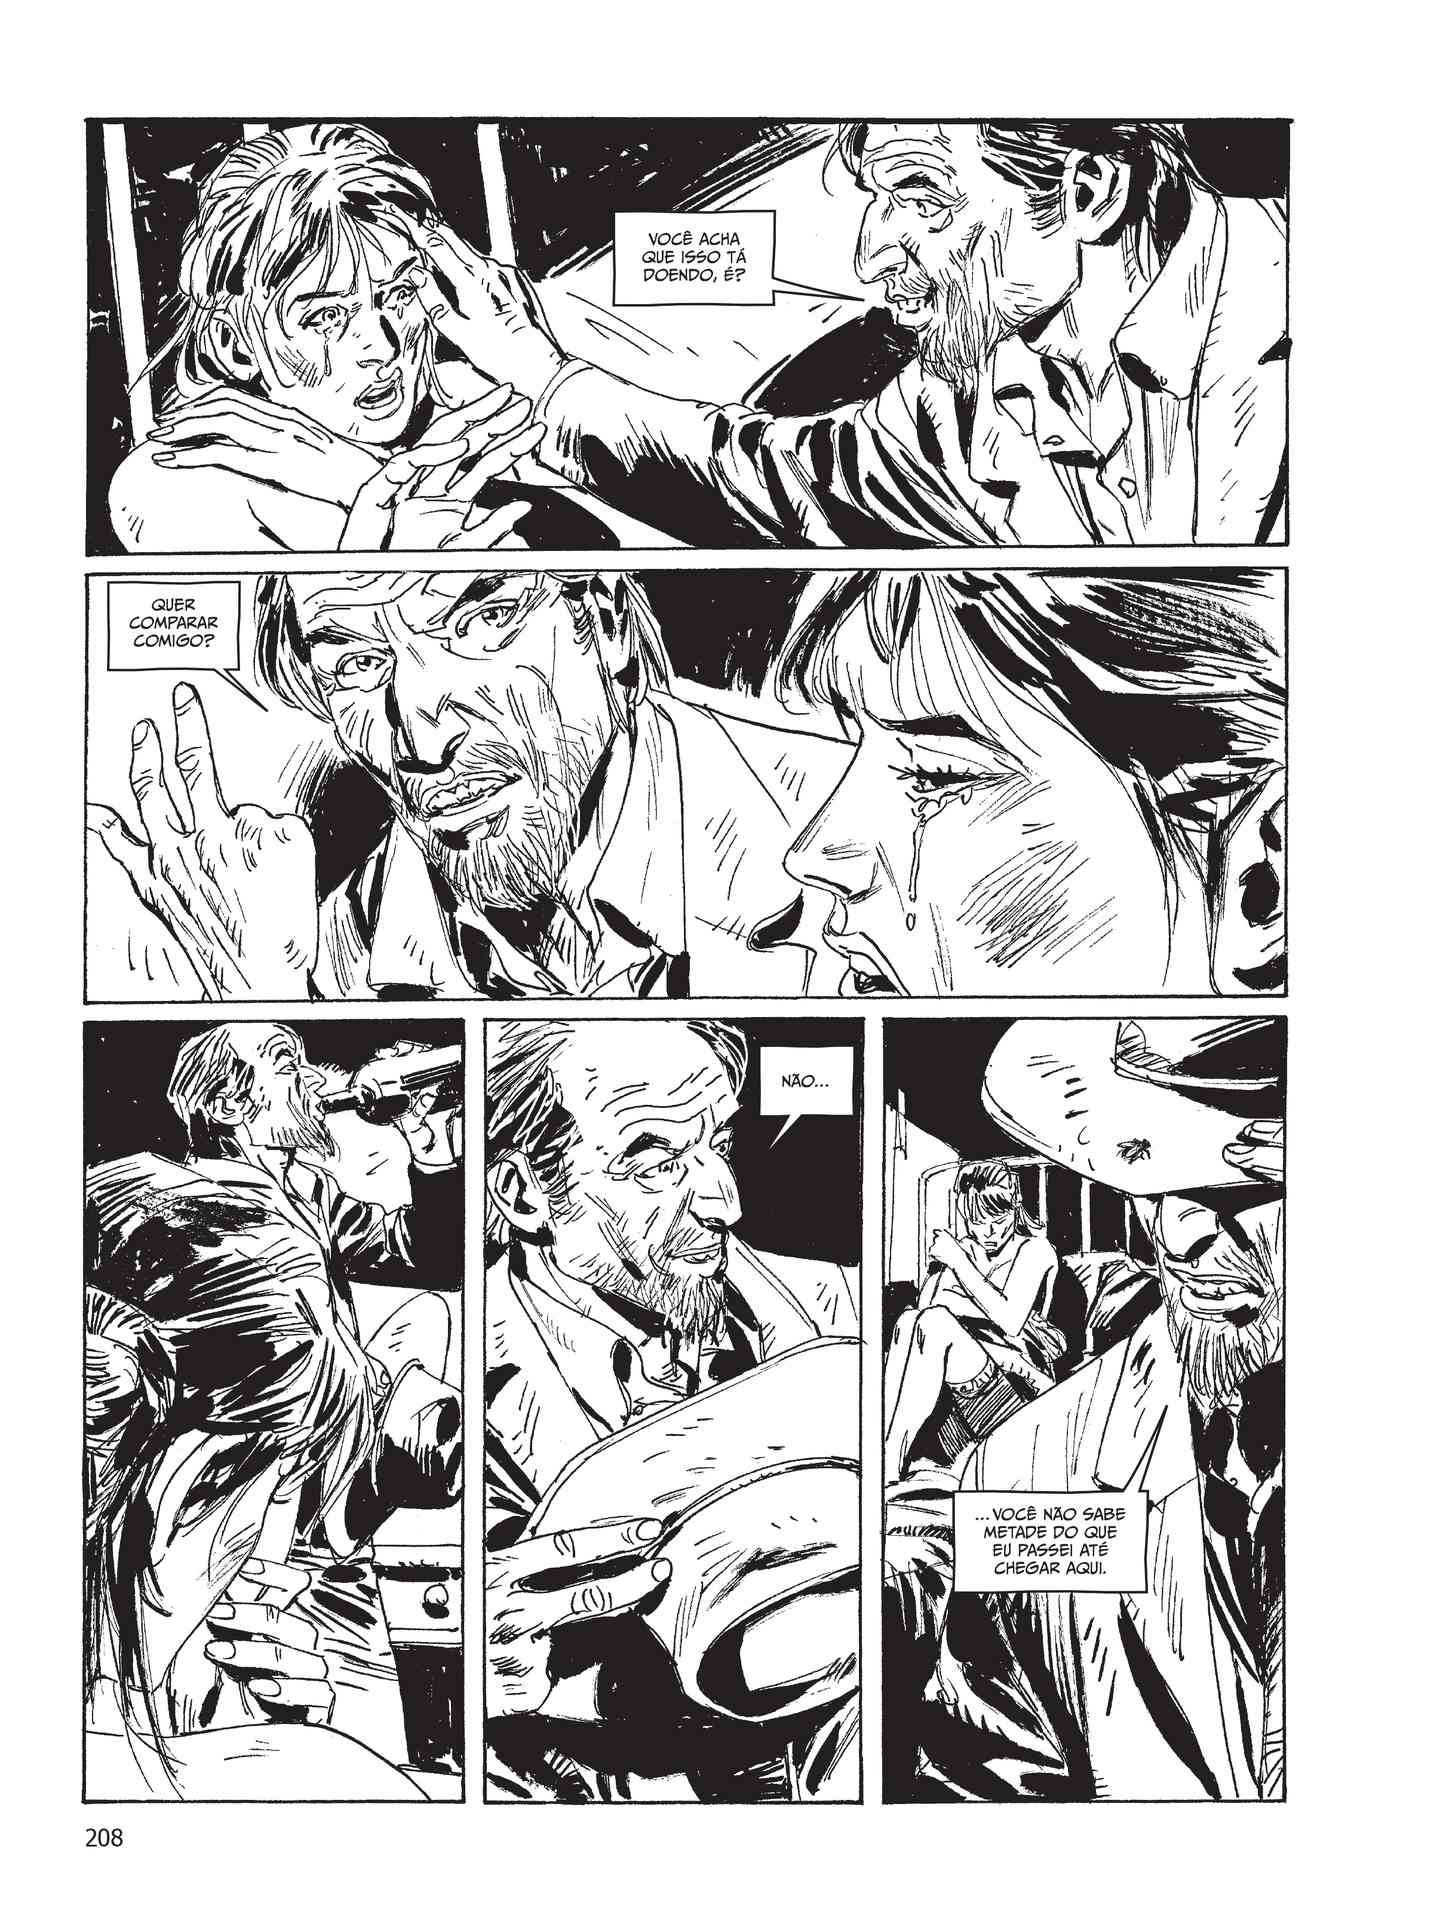 VOCÊ ACHA
QUE ISSO TÁ
DOENDO, É?
QUER
COMPARAR
COMIGO?
NÃO...
...VOCÊ NÃO SABE
METADE DO QUE
EU PASSEI ATÉ
CHEGAR AQUI.
208